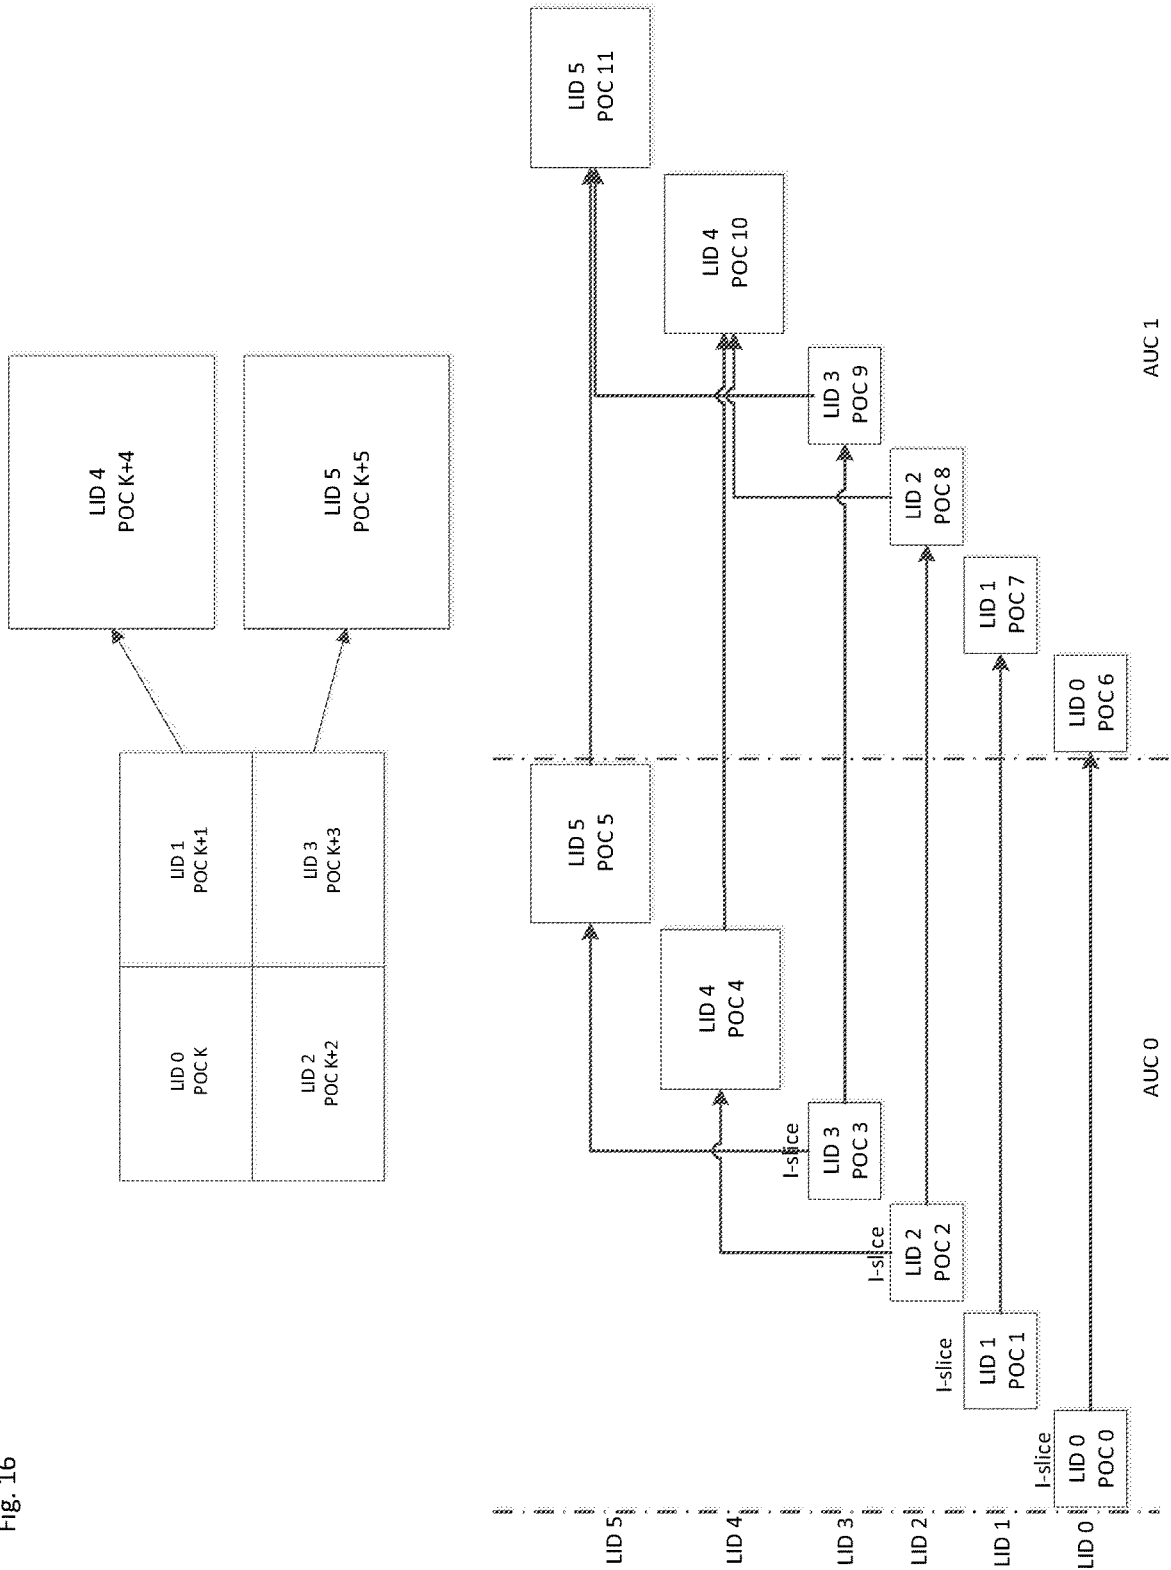 Fig. 16
LID 0
POC K
LID 1
POC K+1
LID 2
POC K+2
LID 3
POC K+3
LID 4
POC K+4
LID 5
POC K+5
LID 5
LID 5
POC 5
LID 5
POC 11
LID 4
LID 4
POC 4
LID 4
POC 10
LID 3
I-slice
LID 3
POC 3
LID 3
POC 9
LID 2
I-slice
LID 2
POC 2
LID 2
POC 8
LID 1
I-slice
LID 1
POC 1
LID 1
POC 7
LID 0
I-slice
LID 0
POC 0
LID 0
POC 6
AUC 0
AUC 1